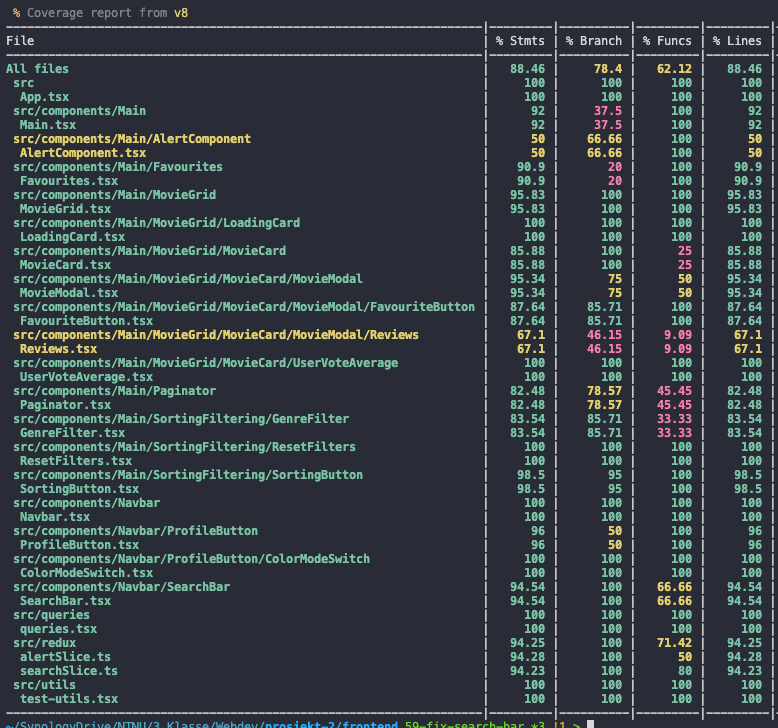 % Coverage report from v8
File | % Stmts | % Branch | % Funcs | % Lines |
All files | 88.46 | 78.4 | 62.12 | 88.46 |
src | 100 | 100 | 100 | 100 |
App.tsx | 100 | 100 | 100 | 100 |
src/components/Main | 92 | 37.5 | 100 | 92 |
Main.tsx | 92 | 37.5 | 100 | 92 |
src/components/Main/AlertComponent | 50 | 66.66 | 100 | 50 |
AlertComponent.tsx | 50 | 66.66 | 100 | 50 |
src/components/Main/Favourites | 90.9 | 20 | 100 | 90.9 |
Favourites.tsx | 90.9 | 20 | 100 | 90.9 |
src/components/Main/MovieGrid | 95.83 | 100 | 100 | 95.83 |
MovieGrid.tsx | 95.83 | 100 | 100 | 95.83 |
src/components/Main/MovieGrid/LoadingCard | 100 | 100 | 100 | 100 |
LoadingCard.tsx | 100 | 100 | 100 | 100 |
src/components/Main/MovieGrid/MovieCard | 85.88 | 100 | 25 | 85.88 |
MovieCard.tsx | 85.88 | 100 | 25 | 85.88 |
src/components/Main/MovieGrid/MovieCard/MovieModal | 95.34 | 75 | 50 | 95.34 |
MovieModal.tsx | 95.34 | 75 | 50 | 95.34 |
src/components/Main/MovieGrid/MovieCard/MovieModal/FavouriteButton | 87.64 | 85.71 | 100 | 87.64 |
FavouriteButton.tsx | 87.64 | 85.71 | 100 | 87.64 |
src/components/Main/MovieGrid/MovieCard/MovieModal/Reviews | 67.1 | 46.15 | 9.09 | 67.1 |
Reviews.tsx | 67.1 | 46.15 | 9.09 | 67.1 |
src/components/Main/MovieGrid/MovieCard/UserVoteAverage | 100 | 100 | 100 | 100 |
UserVoteAverage.tsx | 100 | 100 | 100 | 100 |
src/components/Main/Paginator | 82.48 | 78.57 | 45.45 | 82.48 |
Paginator.tsx | 82.48 | 78.57 | 45.45 | 82.48 |
src/components/Main/SortingFiltering/GenreFilter | 83.54 | 85.71 | 33.33 | 83.54 |
GenreFilter.tsx | 83.54 | 85.71 | 33.33 | 83.54 |
src/components/Main/SortingFiltering/ResetFilters | 100 | 100 | 100 | 100 |
ResetFilters.tsx | 100 | 100 | 100 | 100 |
src/components/Main/SortingFiltering/SortingButton | 98.5 | 95 | 100 | 98.5 |
SortingButton.tsx | 98.5 | 95 | 100 | 98.5 |
src/components/Navbar | 100 | 100 | 100 | 100 |
Navbar.tsx | 100 | 100 | 100 | 100 |
src/components/Navbar/ProfileButton | 96 | 50 | 100 | 96 |
ProfileButton.tsx | 96 | 50 | 100 | 96 |
src/components/Navbar/ProfileButton/ColorModeSwitch | 100 | 100 | 100 | 100 |
ColorModeSwitch.tsx | 100 | 100 | 100 | 100 |
src/components/Navbar/SearchBar | 94.54 | 100 | 66.66 | 94.54 |
SearchBar.tsx | 94.54 | 100 | 66.66 | 94.54 |
src/queries | 100 | 100 | 100 | 100 |
queries.tsx | 100 | 100 | 100 | 100 |
src/redux | 94.25 | 100 | 71.42 | 94.25 |
alertSlice.ts | 94.28 | 100 | 50 | 94.28 |
searchSlice.ts | 94.23 | 100 | 80 | 94.23 |
src/utils | 100 | 100 | 100 | 100 |
test-utils.tsx | 100 | 100 | 100 | 100 |
~/SynologyDrive/NTNU/3.Klasse/Webdev/prosjekt-2/frontend 59-fix-search-bar *3 !1 >